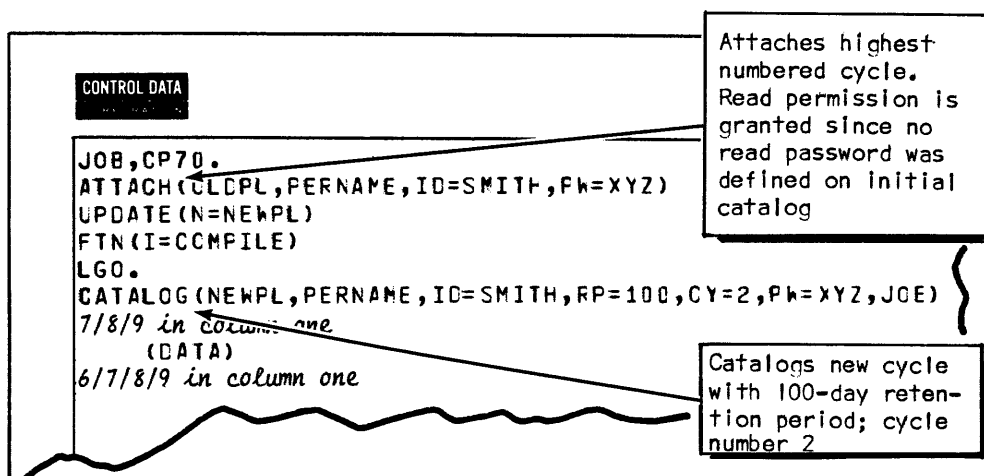 Attaches highest
numbered cycle.
Read permission is
granted since no
read password was
defined on initial
catalog
CONTROL DATA
JOB,CP70.
ATTACH(OLDPL,PERNAME,ID=SMITH,PW=XYZ)
UPDATE(N=NEWPL)
FTN(I=COMPILE)
LGO.
CATALOG(NEWPL,PERNAME,ID=SMITH,RP=100,CY=2,PW=XYZ,JOE)
7/8/9 in column one
(DATA)
6/7/8/9 in column one
Catalogs new cycle
with 100-day reten-
tion period; cycle
number 2